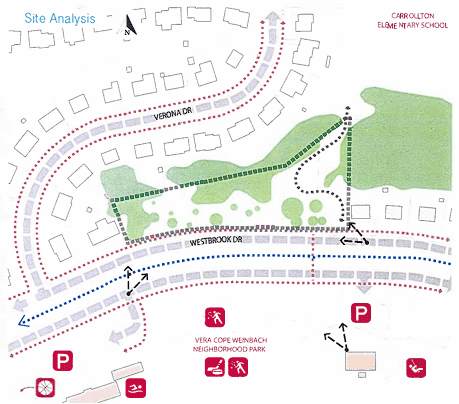 Site Analysis
N
CARROLLTON
ELEMENTARY SCHOOL
VERONA DR
WESTBROOK DR
VERA COPE WEINBACH
NEIGHBORHOOD PARK
P
P